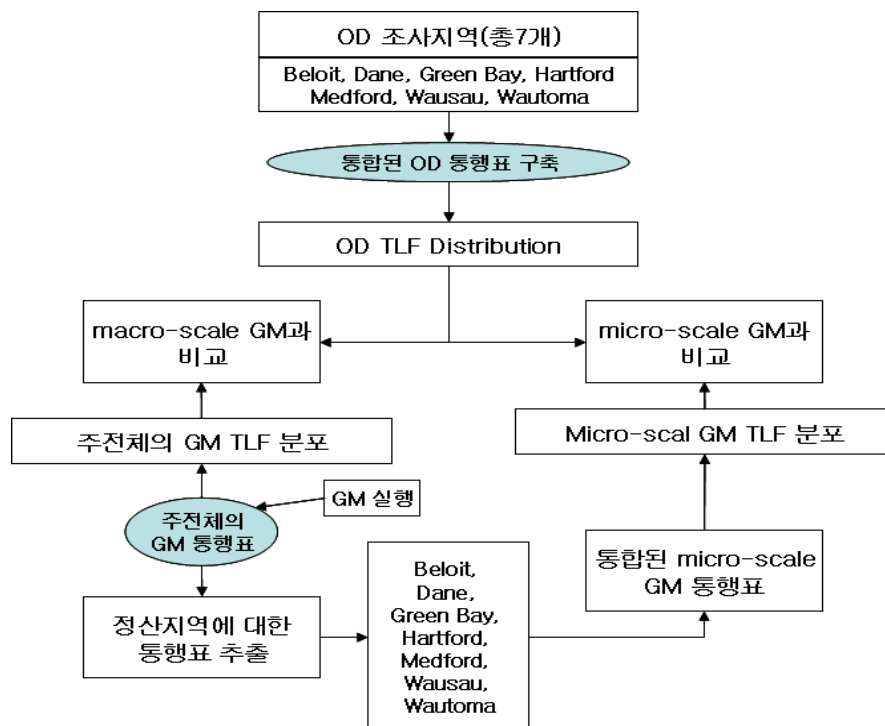 OD 조사지역(총7개)
Beloit, Dane, Green Bay, Hartford
Medford, Wausau, Wautoma
통합된 OD 통행표 구축
OD TLF Distribution
macro-scale GM과
비교
micro-scale GM과
비교
주전체의 GM TLF 분포
Micro-scal GM TLF 분포
GM 실행
주전체의
GM 통행표
통합된 micro-scale
GM 통행표
정산지역에 대한
통행표 추출
Beloit,
Dane,
Green Bay,
Hartford,
Medford,
Wausau,
Wautoma